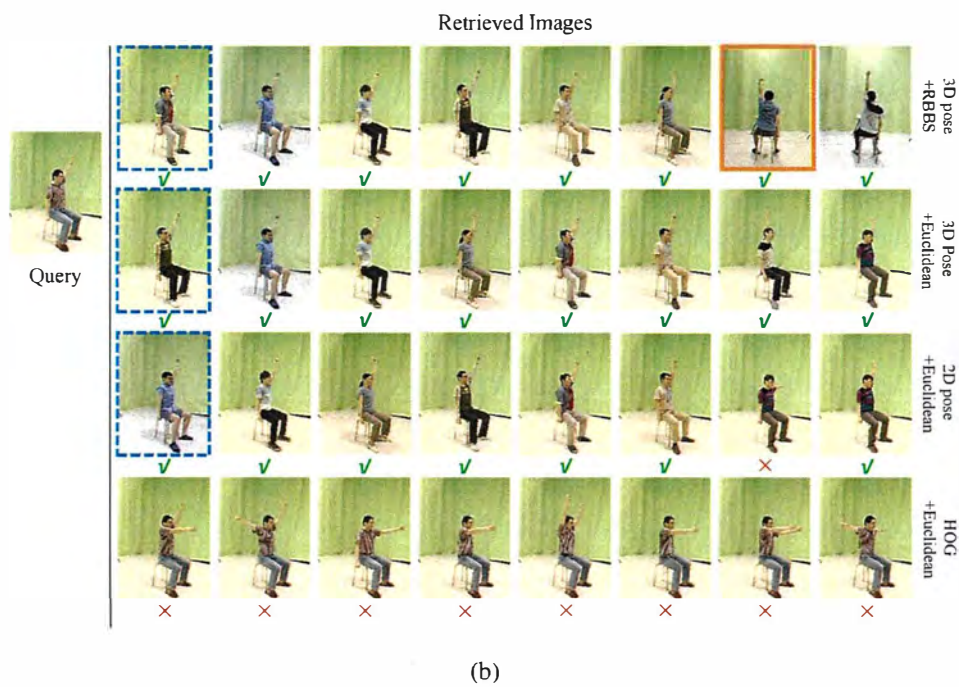 Retrieved Images
3D pose
+RBBS
✓ ✓ ✓ ✓ ✓ ✓ ✓ ✓
Query
3D Pose
+Euclidean
✓ ✓ ✓ ✓ ✓ ✓ ✓ ✓
2D pose
+Euclidean
✓ ✓ ✓ ✓ ✓ ✓ × ✓
HOG
+Euclidean
× × × × × × × ×
(b)